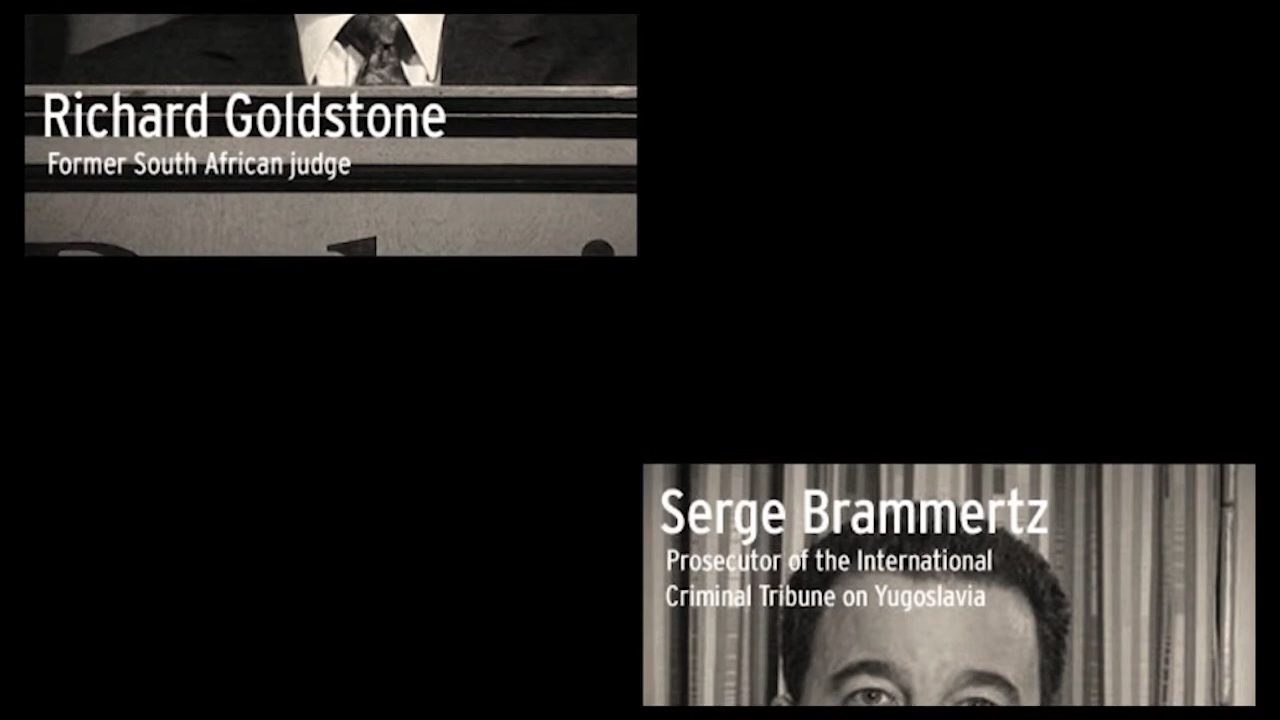 Richard Goldstone
Former South African judge
Serge Brammertz
Prosecutor of the International
Criminal Tribune on Yugoslavia